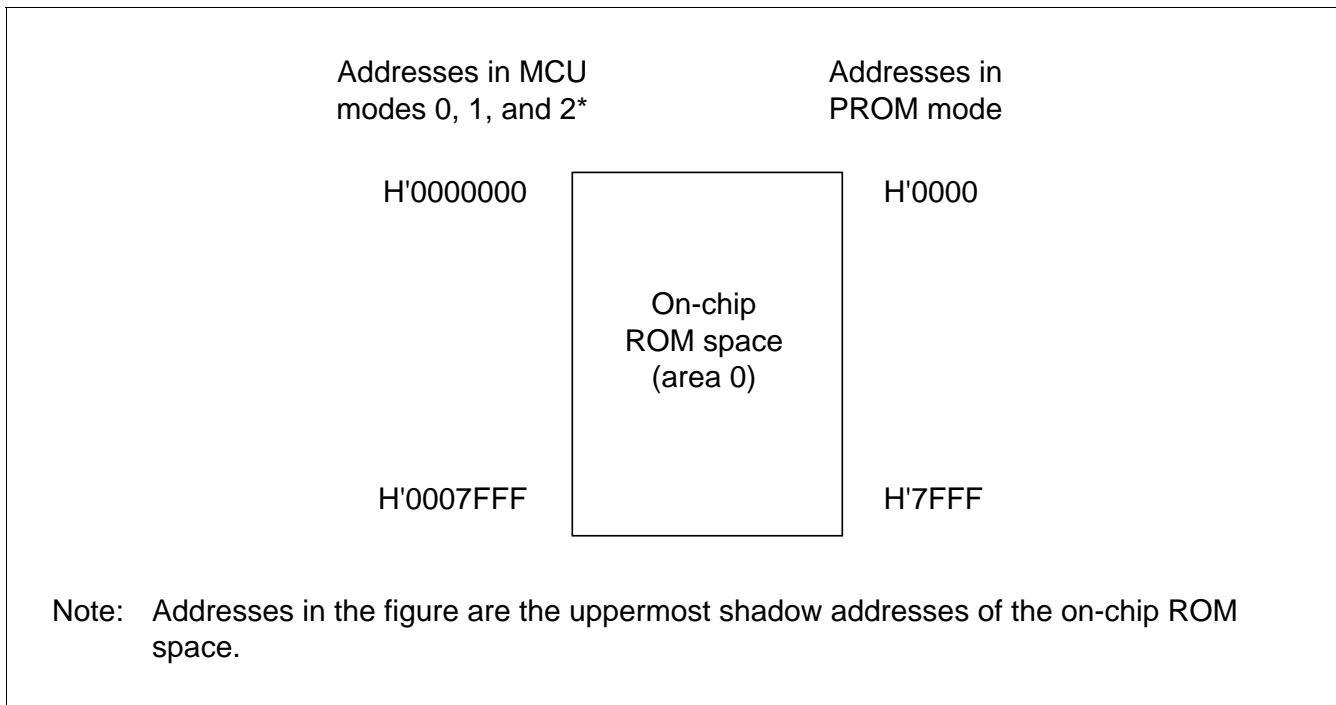 Addresses in MCU
modes 0, 1, and 2*
Addresses in
PROM mode
H'0000000
H'0000
On-chip
ROM space
(area 0)
H'0007FFF
H'7FFF
Note: Addresses in the figure are the uppermost shadow addresses of the on-chip ROM
space.